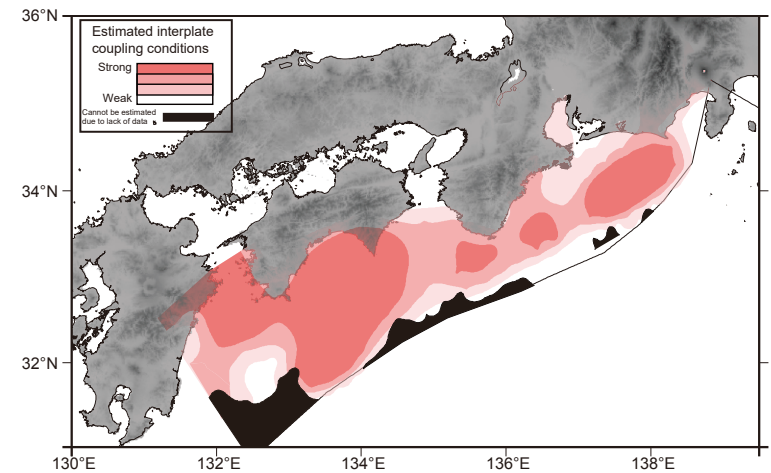 36°N
Estimated interplate
coupling conditions
Strong
Weak
Cannot be estimated
due to lack of data
34°N
32°N
130°E 132°E 134°E 136°E 138°E